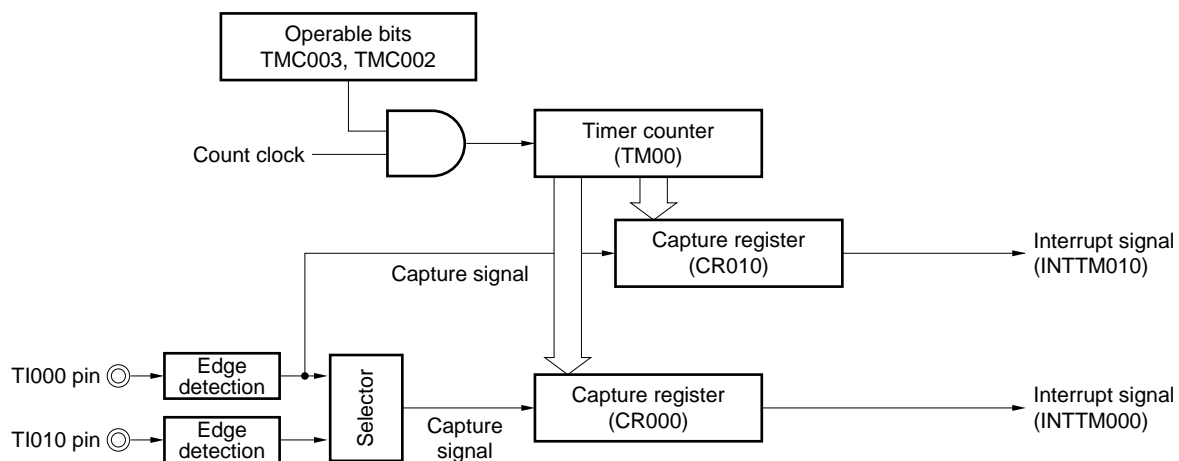 Operable bits
TMC003, TMC002
Count clock
Timer counter
(TM00)
Capture register
(CR010)
Interrupt signal
(INTTM010)
Capture signal
TI000 pin
Edge
detection
Selector
Capture register
(CR000)
Interrupt signal
(INTTM000)
TI010 pin
Edge
detection
Capture
signal